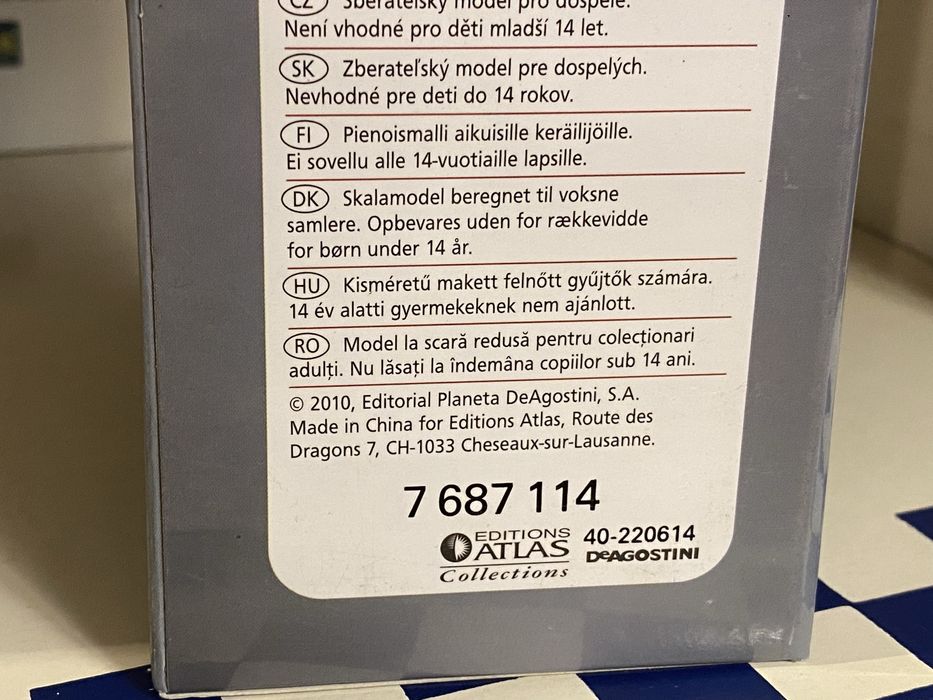 CZ Sběratelský model pro dospělé.
Není vhodné pro děti mladší 14 let.
SK Zberateľský model pre dospelých.
Nevhodné pre deti do 14 rokov.
FI Pienoismalli aikuisille keräilijöille.
Ei sovellu alle 14-vuotiaille lapsille.
DK Skalamodel beregnet til voksne
samlere. Opbevares uden for rækkevidde
for børn under 14 år.
HU Kisméretű makett felnőtt gyűjtők számára.
14 év alatti gyermekeknek nem ajánlott.
RO Model la scară redusă pentru colecționari
adulți. Nu lăsați la îndemâna copiilor sub 14 ani.
© 2010, Editorial Planeta DeAgostini, S.A.
Made in China for Editions Atlas, Route des
Dragons 7, CH-1033 Cheseaux-sur-Lausanne.
7 687 114
EDITIONS ATLAS Collections
40-220614
DeAGOSTINI